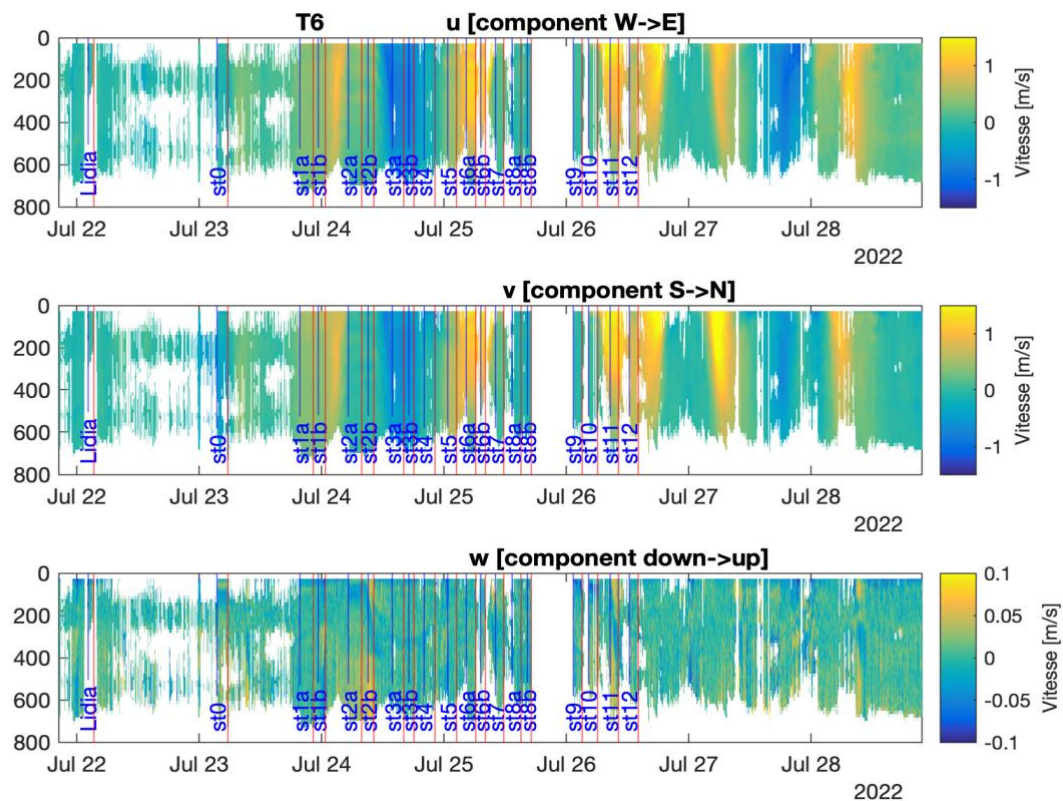 T6 u [component W->E]
0
200
400
600
800
Lidia st0 st1a st1b st2a st2b st3a st3b st4 st5 st6a st6b st7 st8a st8b st9 st10 st11 st12
Jul 22 Jul 23 Jul 24 Jul 25 Jul 26 Jul 27 Jul 28
2022
1
0
-1
Vitesse [m/s]
v [component S->N]
0
200
400
600
800
Lidia st0 st1a st1b st2a st2b st3a st3b st4 st5 st6a st6b st7 st8a st8b st9 st10 st11 st12
Jul 22 Jul 23 Jul 24 Jul 25 Jul 26 Jul 27 Jul 28
2022
1
0
-1
Vitesse [m/s]
w [component down->up]
0
200
400
600
800
Lidia st0 st1a st1b st2a st2b st3a st3b st4 st5 st6a st6b st7 st8a st8b st9 st10 st11 st12
Jul 22 Jul 23 Jul 24 Jul 25 Jul 26 Jul 27 Jul 28
2022
0.1
0.05
0
-0.05
-0.1
Vitesse [m/s]